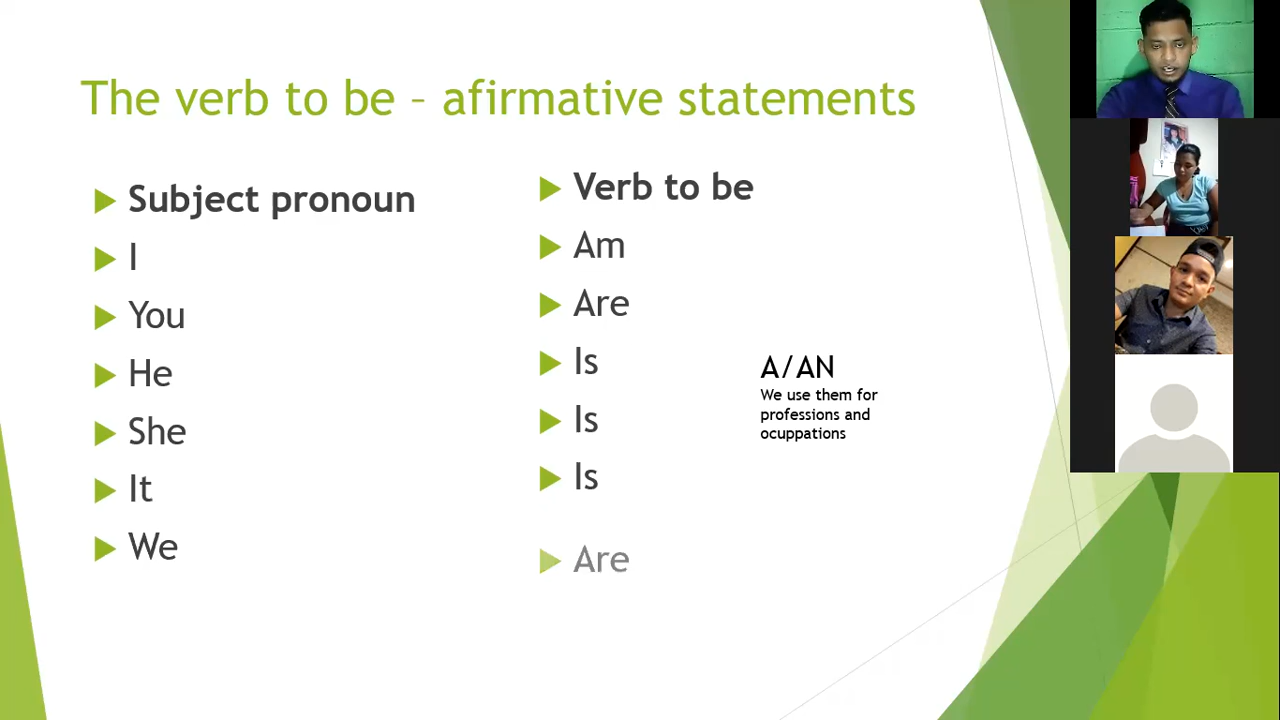 The verb to be – afirmative statements
Subject pronoun
I
You
He
She
It
We
Verb to be
Am
Are
Is
Is
Is
Are
A/AN
We use them for
professions and
ocuppations